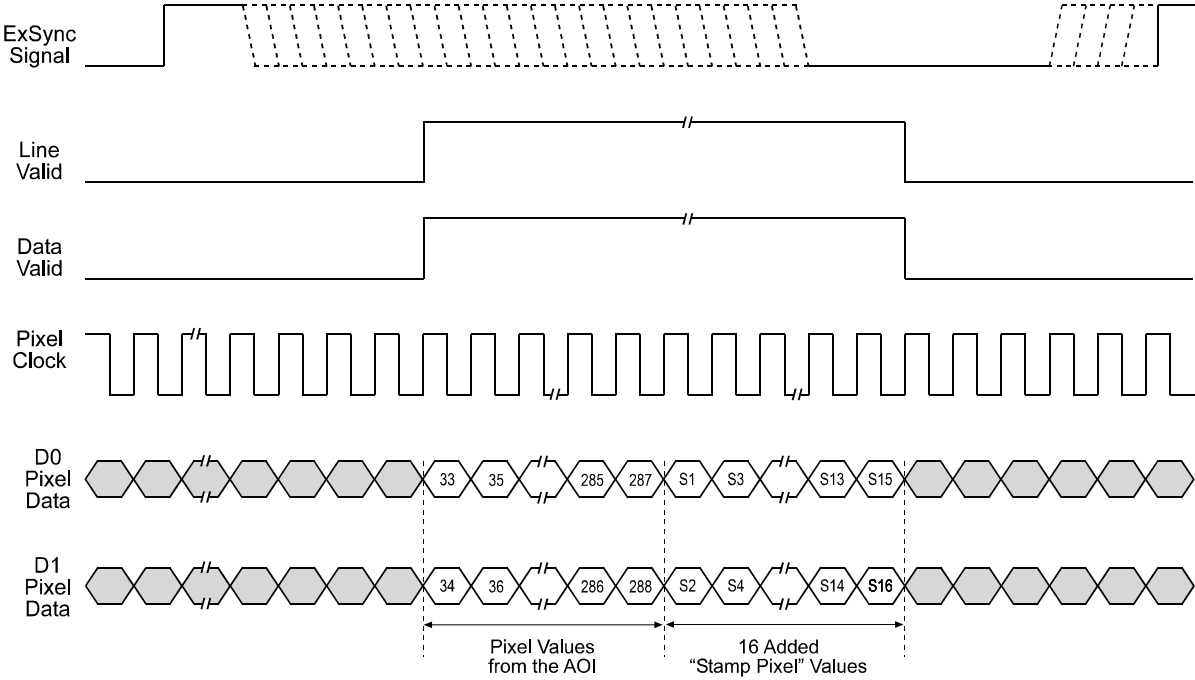 ExSync
Signal
Line
Valid
Data
Valid
Pixel
Clock
D0
Pixel
Data
33 35 285 287 S1 S3 S13 S15
D1
Pixel
Data
34 36 286 288 S2 S4 S14 S16
Pixel Values
from the AOI
16 Added
“Stamp Pixel” Values